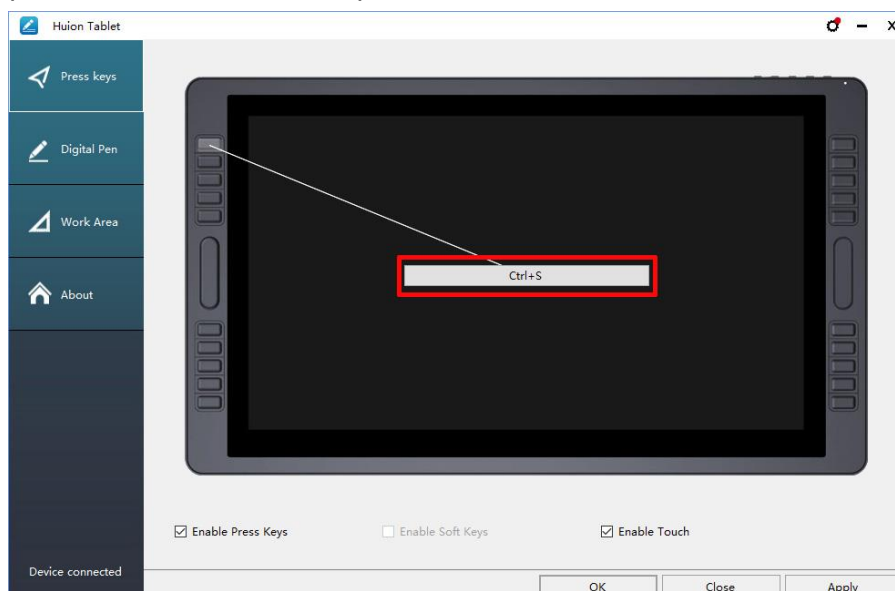 Huion Tablet
Press keys
Digital Pen
Work Area
About
Ctrl+S
Enable Press Keys
Enable Soft Keys
Enable Touch
Device connected
OK
Close
Apply